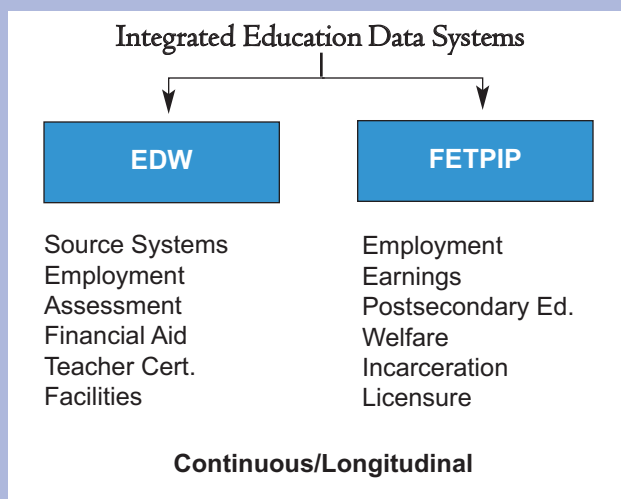 Integrated Education Data Systems
EDW
FETPIP
Source Systems
Employment
Assessment
Financial Aid
Teacher Cert.
Facilities
Employment
Earnings
Postsecondary Ed.
Welfare
Incarceration
Licensure
Continuous/Longitudinal